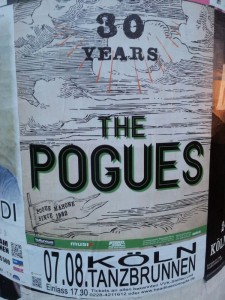 30
YEARS
THE
POGUES
POGUE MAHONE
SINCE 1982
07.08.
KÖLN
TANZBRUNNEN
Einlass 17.30